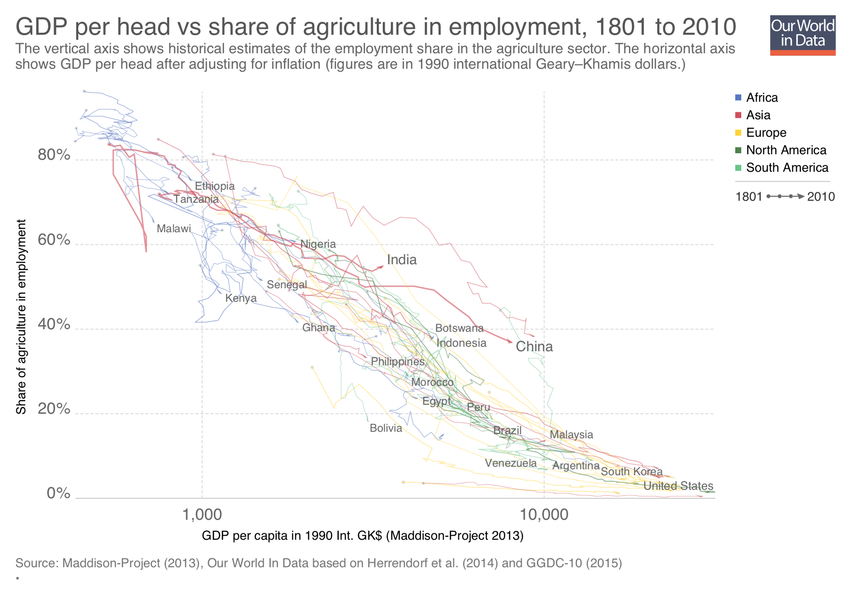 GDP per head vs share of agriculture in employment, 1801 to 2010
Our World
in Data
The vertical axis shows historical estimates of the employment share in the agriculture sector. The horizontal axis
shows GDP per head after adjusting for inflation (figures are in 1990 international Geary–Khamis dollars.)
Africa
Asia
Europe
North America
South America
1801
2010
Share of agriculture in employment
80%
60%
40%
20%
0%
Ethiopia
Tanzania
Malawi
Nigeria
India
Senegal
Kenya
Ghana
Botswana
Indonesia
China
Philippines
Morocco
Egypt
Peru
Bolivia
Brazil
Malaysia
Venezuela
Argentina
South Korea
United States
1,000
10,000
GDP per capita in 1990 Int. GK$ (Maddison-Project 2013)
Source: Maddison-Project (2013), Our World In Data based on Herrendorf et al. (2014) and GGDC-10 (2015)